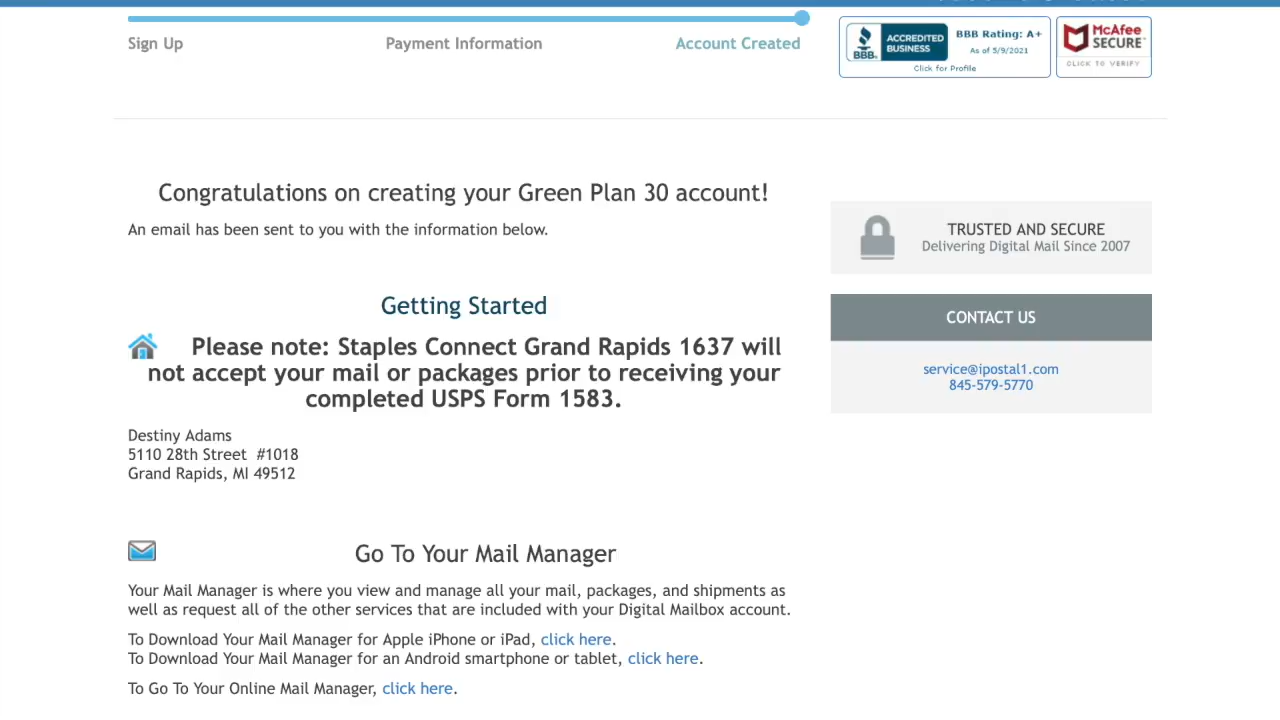 Sign Up
Payment Information
Account Created
BBB.
ACCREDITED
BUSINESS
BBB Rating: A+
As of 5/9/2021
Click for Profile
McAfee
SECURE
CLICK TO VERIFY
Congratulations on creating your Green Plan 30 account!
An email has been sent to you with the information below.
TRUSTED AND SECURE
Delivering Digital Mail Since 2007
CONTACT US
service@ipostal1.com
845-579-5770
Getting Started
Please note: Staples Connect Grand Rapids 1637 will
not accept your mail or packages prior to receiving your
completed USPS Form 1583.
Destiny Adams
5110 28th Street #1018
Grand Rapids, MI 49512
Go To Your Mail Manager
Your Mail Manager is where you view and manage all your mail, packages, and shipments as
well as request all of the other services that are included with your Digital Mailbox account.
To Download Your Mail Manager for Apple iPhone or iPad, click here.
To Download Your Mail Manager for an Android smartphone or tablet, click here.
To Go To Your Online Mail Manager, click here.